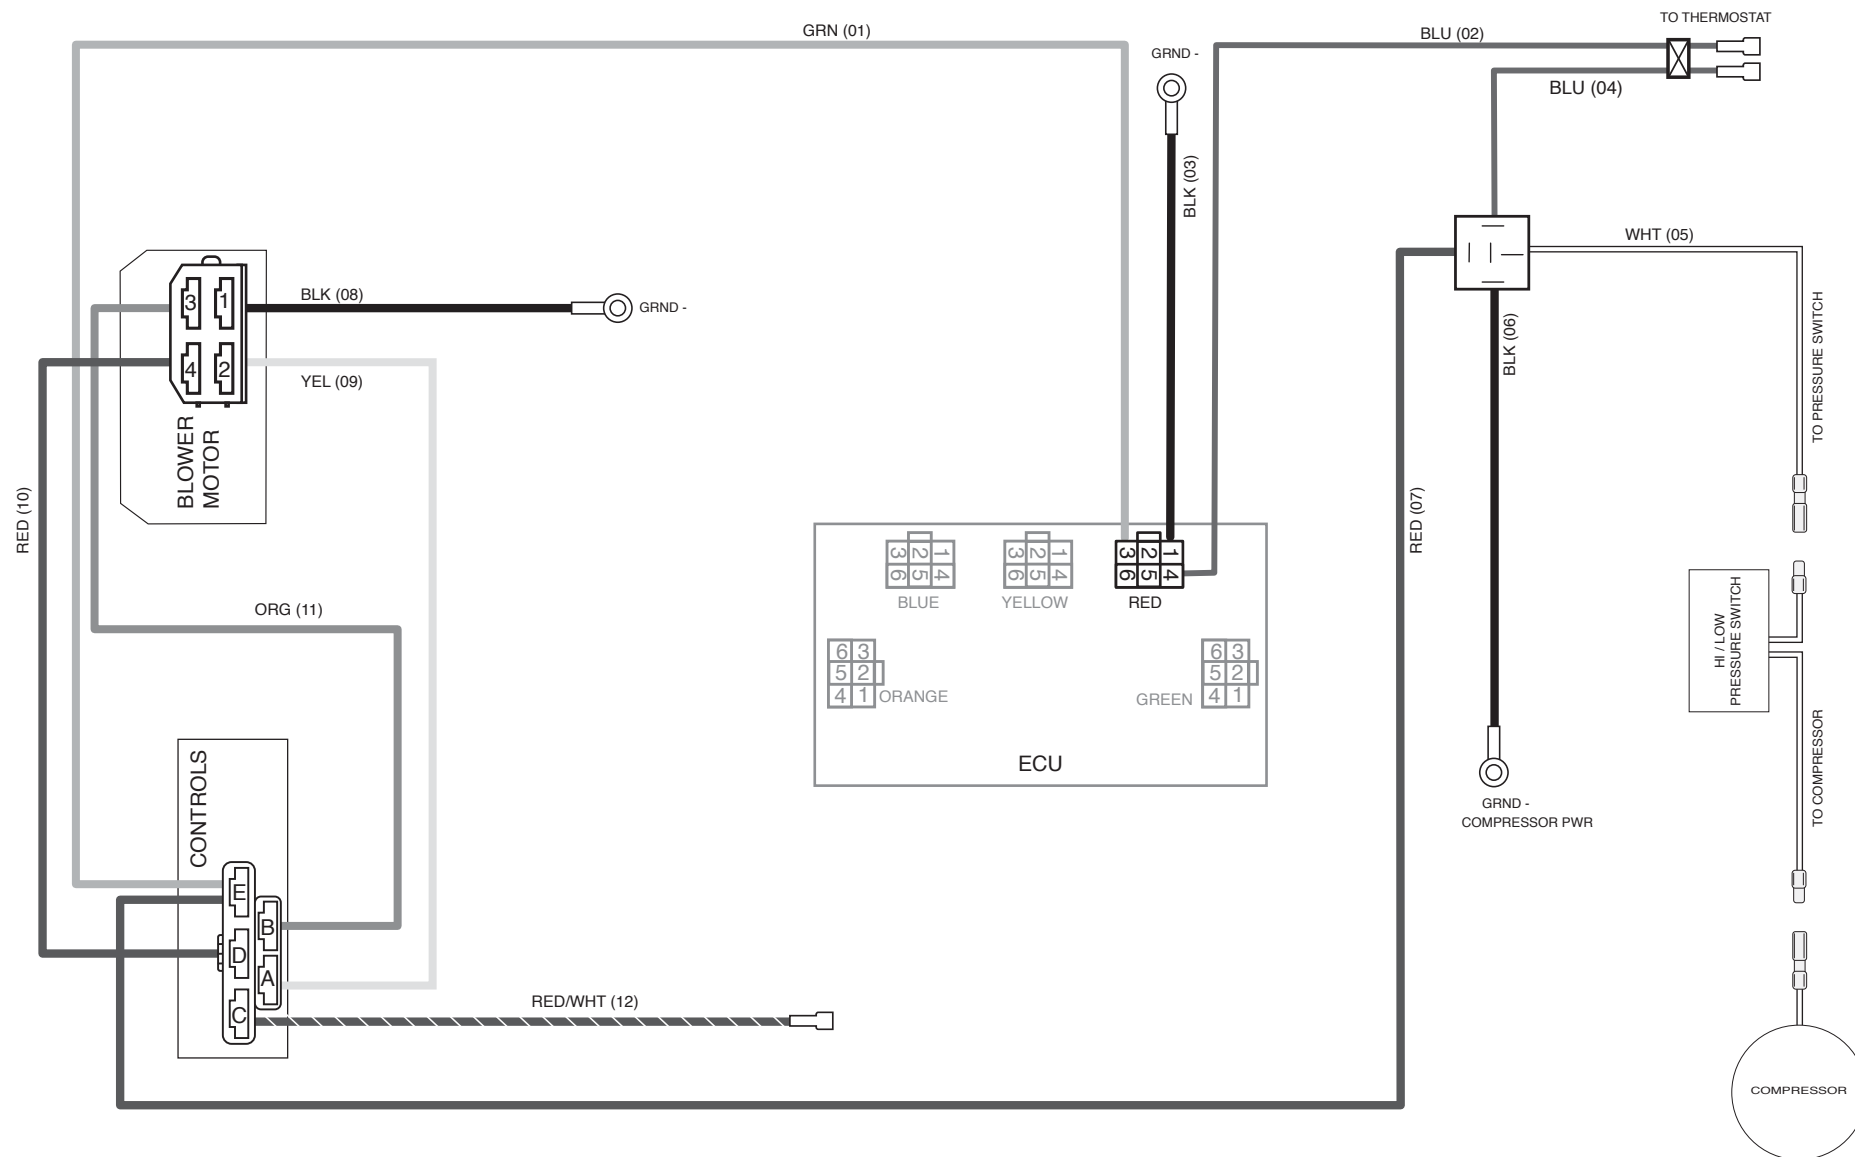 TO THERMOSTAT
GRN (01)
BLU (02)
GRND -
BLU (04)
BLK (03)
WHT (05)
3 1
4 2
BLK (08)
GRND -
YEL (09)
BLOWER
MOTOR
RED (10)
ORG (11)
BLK (06)
TO PRESSURE SWITCH
RED (07)
3 2 1
6 5 4
BLUE
3 2 1
6 5 4
YELLOW
3 2 1
6 5 4
RED
6 3
5 2
4 1
ORANGE
6 3
5 2
4 1
GREEN
ECU
HI / LOW
PRESSURE SWITCH
TO COMPRESSOR
GRND -
COMPRESSOR PWR
CONTROLS
E
B
D
A
C
RED/WHT (12)
COMPRESSOR